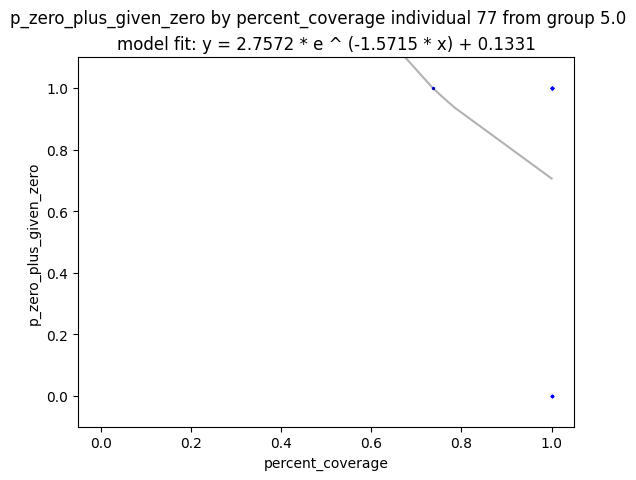 p_zero_plus_given_zero by percent_coverage individual 77 from group 5.0
model fit: y = 2.7572 * e ^ (-1.5715 * x) + 0.1331
1.0
0.8
0.6
0.4
0.2
0.0
p_zero_plus_given_zero
0.0 0.2 0.4 0.6 0.8 1.0
percent_coverage